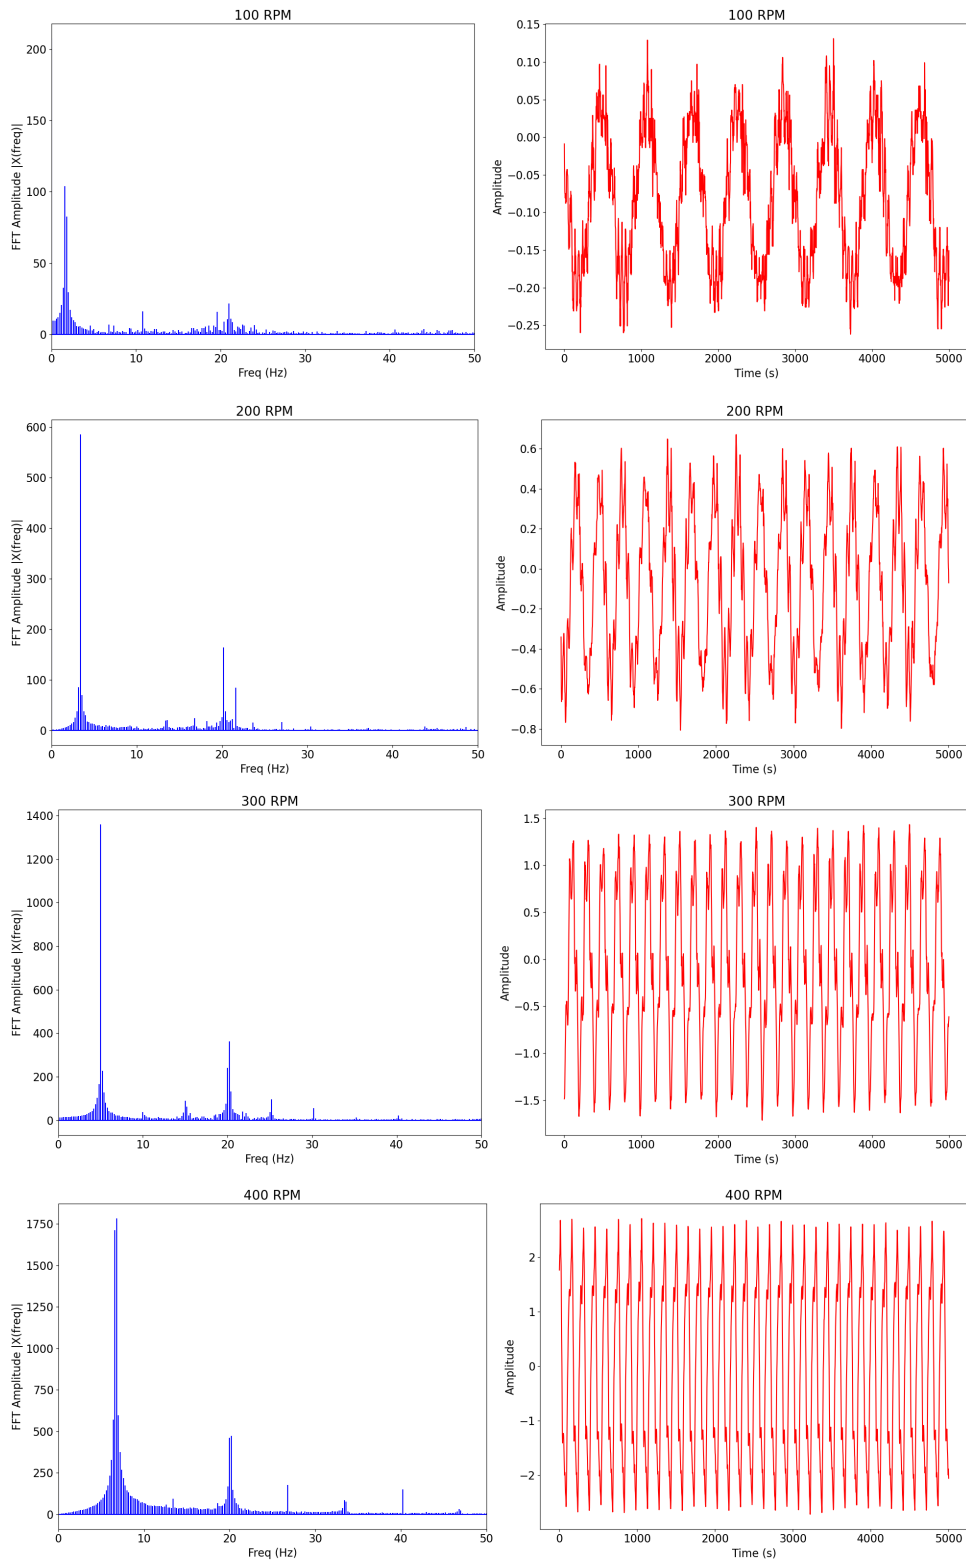 100 RPM
FFT Amplitude |X(freq)|
200
150
100
50
0
0 10 20 30 40 50
Freq (Hz)
100 RPM
Amplitude
0.15
0.10
0.05
0.00
−0.05
−0.10
−0.15
−0.20
−0.25
0 1000 2000 3000 4000 5000
Time (s)
200 RPM
FFT Amplitude |X(freq)|
600
500
400
300
200
100
0
0 10 20 30 40 50
Freq (Hz)
200 RPM
Amplitude
0.6
0.4
0.2
0.0
−0.2
−0.4
−0.6
−0.8
0 1000 2000 3000 4000 5000
Time (s)
300 RPM
FFT Amplitude |X(freq)|
1400
1200
1000
800
600
400
200
0
0 10 20 30 40 50
Freq (Hz)
300 RPM
Amplitude
1.5
1.0
0.5
0.0
−0.5
−1.0
−1.5
0 1000 2000 3000 4000 5000
Time (s)
400 RPM
FFT Amplitude |X(freq)|
1750
1500
1250
1000
750
500
250
0
0 10 20 30 40 50
Freq (Hz)
400 RPM
Amplitude
2
1
0
−1
−2
0 1000 2000 3000 4000 5000
Time (s)